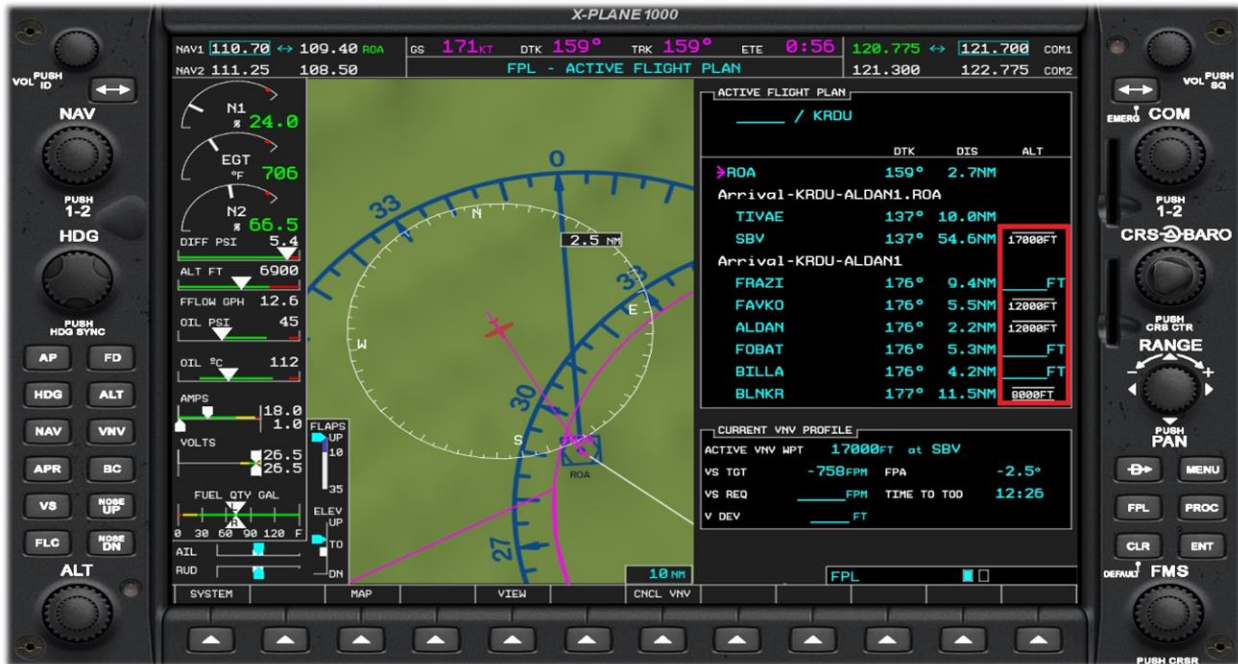 X-PLANE 1000
NAV1 110.70 ↔ 109.40 ROA
NAV2 111.25 108.50
GS 171KT DTK 159° TRK 159° ETE 0:56
FPL - ACTIVE FLIGHT PLAN
120.775 ↔ 121.700 COM1
121.300 122.775 COM2
VOL PUSH ID
NAV
PUSH 1-2
HDG
PUSH HDG SYNC
AP FD
HDG ALT
NAV VNV
APR BC
VS NOSE UP
FLC NOSE DN
ALT
N1 % 24.0
EGT °F 706
N2 % 66.5
DIFF PSI 5.4
ALT FT 6900
FFLOW GPH 12.6
OIL PSI 45
OIL ºC 112
AMPS 18.0
1.0
VOLTS 26.5
26.5
FUEL QTY GAL
L
R
0 30 60 90 120 F
AIL
RUD
FLAPS
UP
10
35
ELEV
UP
TO
DN
0
33
N
2.5 NM
33
E
W
30
S
ROA
27
10 NM
ACTIVE FLIGHT PLAN
_____ / KRDU
DTK DIS ALT
ROA 159° 2.7NM
Arrival-KRDU-ALDAN1.ROA
TIVAE 137° 10.0NM
SBV 137° 54.6NM 17000FT
Arrival-KRDU-ALDAN1
FRAZI 176° 9.4NM _____FT
FAVKO 176° 5.5NM 12000FT
ALDAN 176° 2.2NM 12000FT
FOBAT 176° 5.3NM _____FT
BILLA 176° 4.2NM _____FT
BLNKR 177° 11.5NM 8000FT
CURRENT VNV PROFILE
ACTIVE VNV WPT 17000FT at SBV
VS TGT -758FPM FPA -2.5°
VS REQ _____FPM TIME TO TOD 12:26
V DEV _____FT
FPL
SYSTEM MAP VIEW CNCL VNV
VOL PUSH SQ
EMERG COM
PUSH 1-2
CRS BARO
PUSH CRS CTR
RANGE
- +
PUSH PAN
D MENU
FPL PROC
CLR ENT
DEFAULT FMS
PUSH CRSR